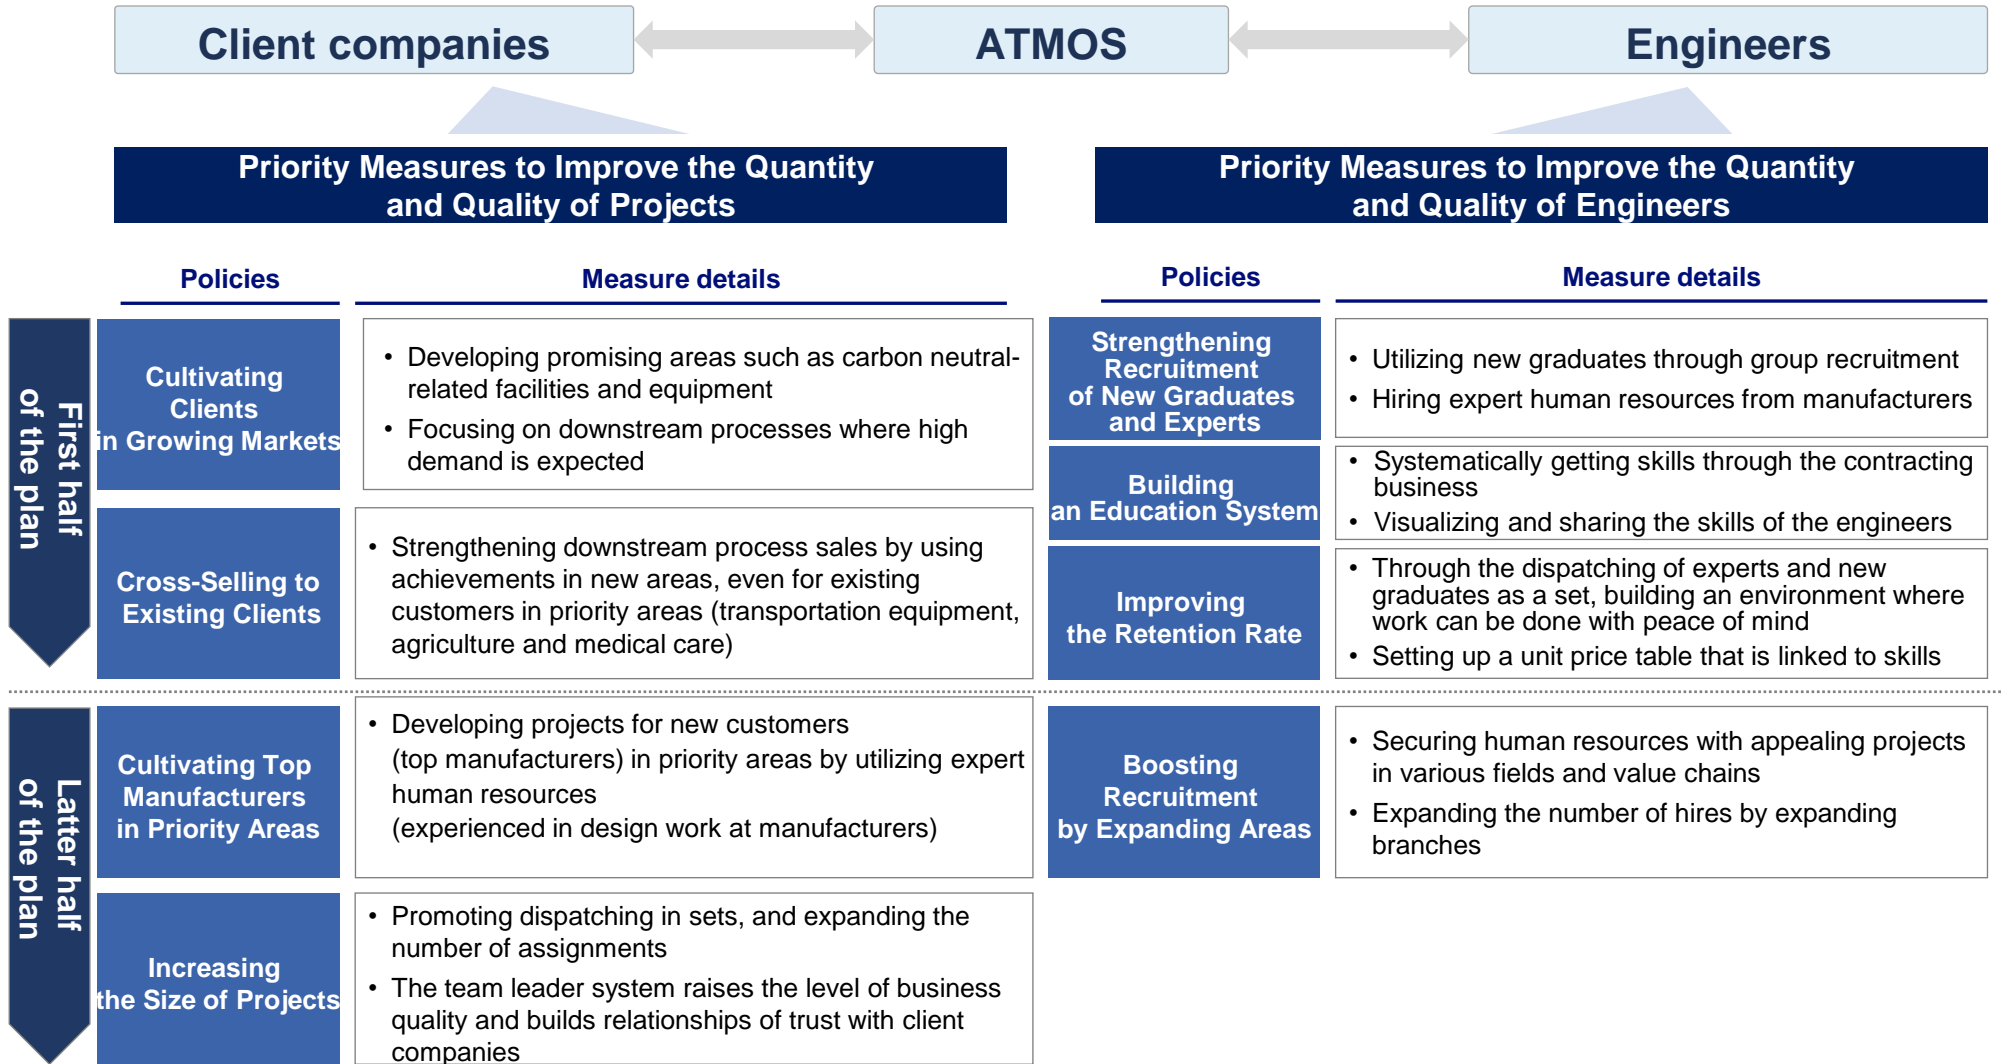 Client companies
ATMOS
Engineers
Priority Measures to Improve the Quantity
and Quality of Projects
Priority Measures to Improve the Quantity
and Quality of Engineers
Policies
Measure details
Policies
Measure details
First half
of the plan
Cultivating
Clients
in Growing Markets
• Developing promising areas such as carbon neutral-
related facilities and equipment
• Focusing on downstream processes where high
demand is expected
Cross-Selling to
Existing Clients
• Strengthening downstream process sales by using
achievements in new areas, even for existing
customers in priority areas (transportation equipment,
agriculture and medical care)
Strengthening
Recruitment
of New Graduates
and Experts
• Utilizing new graduates through group recruitment
• Hiring expert human resources from manufacturers
Building
an Education System
• Systematically getting skills through the contracting
business
• Visualizing and sharing the skills of the engineers
Improving
the Retention Rate
• Through the dispatching of experts and new
graduates as a set, building an environment where
work can be done with peace of mind
• Setting up a unit price table that is linked to skills
Lattter half
of the plan
Cultivating Top
Manufacturers
in Priority Areas
• Developing projects for new customers
(top manufacturers) in priority areas by utilizing expert
human resources
(experienced in design work at manufacturers)
Increasing
the Size of Projects
• Promoting dispatching in sets, and expanding the
number of assignments
• The team leader system raises the level of business
quality and builds relationships of trust with client
companies
Boosting
Recruitment
by Expanding Areas
• Securing human resources with appealing projects
in various fields and value chains
• Expanding the number of hires by expanding
branches